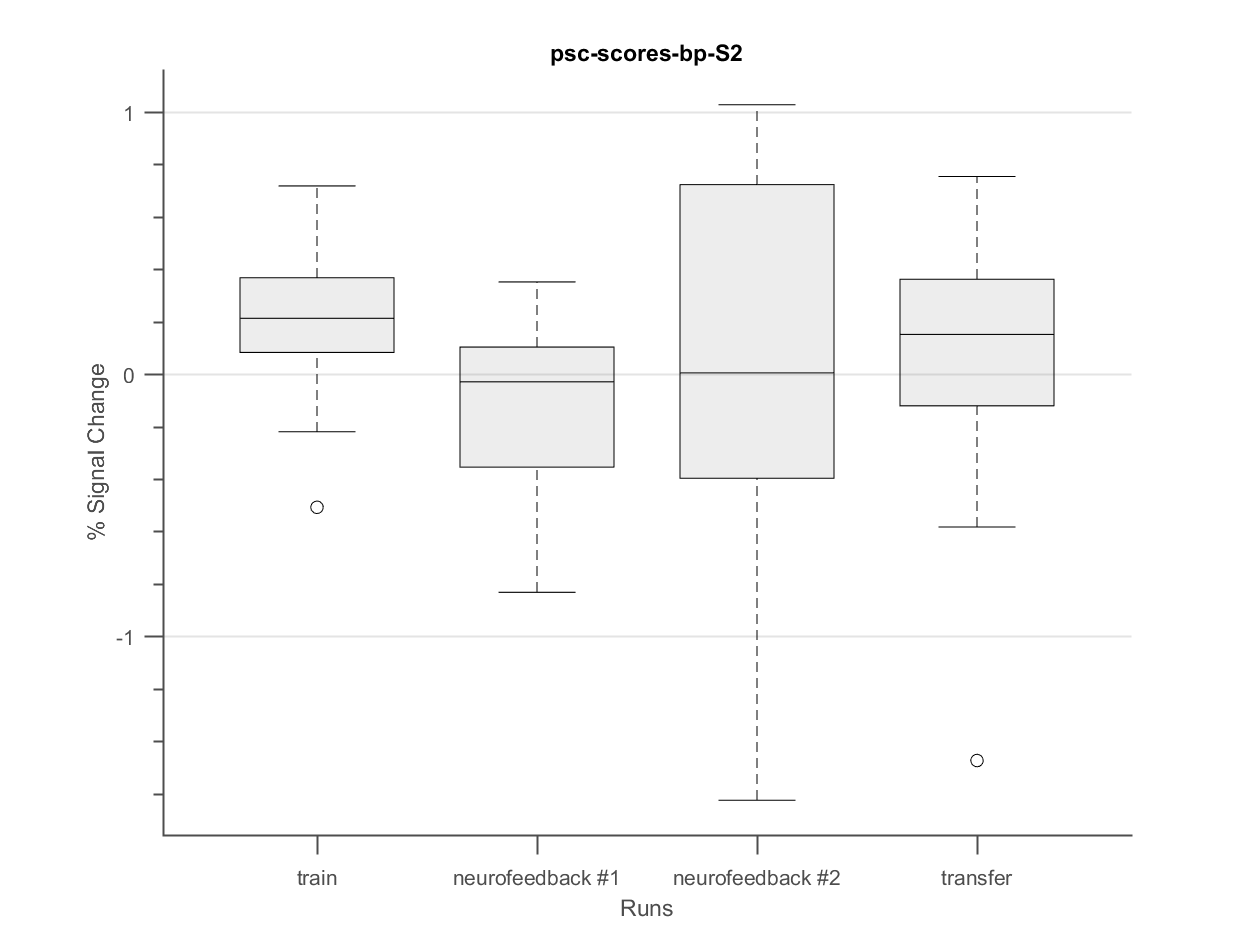 psc-scores-bp-S2
1
0
-1
% Signal Change
train
neurofeedback #1
neurofeedback #2
transfer
Runs